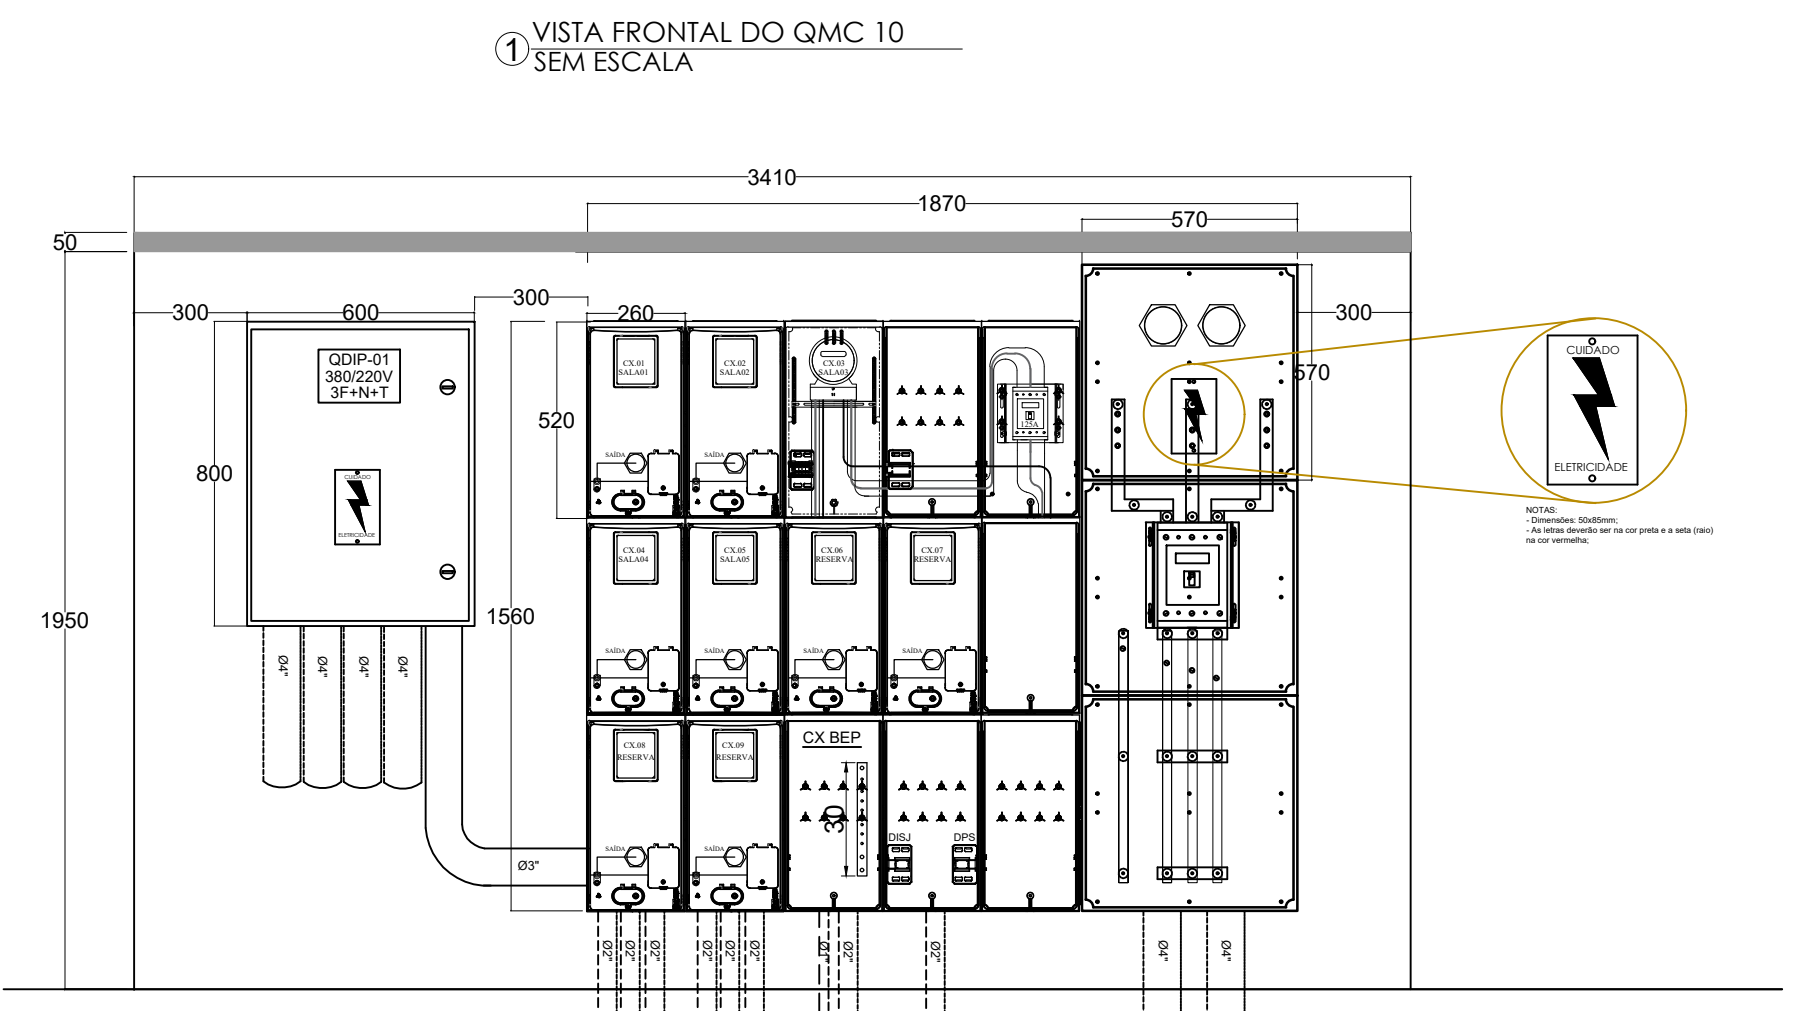 1
VISTA FRONTAL DO QMC 10
SEM ESCALA
3410
1870
570
50
300
600
300
260
300
570
520
800
1560
1950
QDIP-01
380/220V
3F+N+T
CUIDADO
ELETRICIDADE
Ø4"
Ø4"
Ø4"
Ø4"
Ø3"
CX.01
SALA01
SAÍDA
CX.02
SALA02
SAÍDA
CX.03
SALA03
125A
CX.04
SALA04
SAÍDA
CX.05
SALA05
SAÍDA
CX.06
RESERVA
SAÍDA
CX.07
RESERVA
SAÍDA
CX.08
RESERVA
SAÍDA
CX.09
RESERVA
SAÍDA
CX BEP
30
DISJ
DPS
Ø2"
Ø2"
Ø2"
Ø2"
Ø2"
Ø2"
Ø1"
Ø2"
Ø2"
Ø4"
Ø4"
CUIDADO
ELETRICIDADE
NOTAS:
- Dimensões: 50x85mm;
- As letras deverão ser na cor preta e a seta (raio)
na cor vermelha;